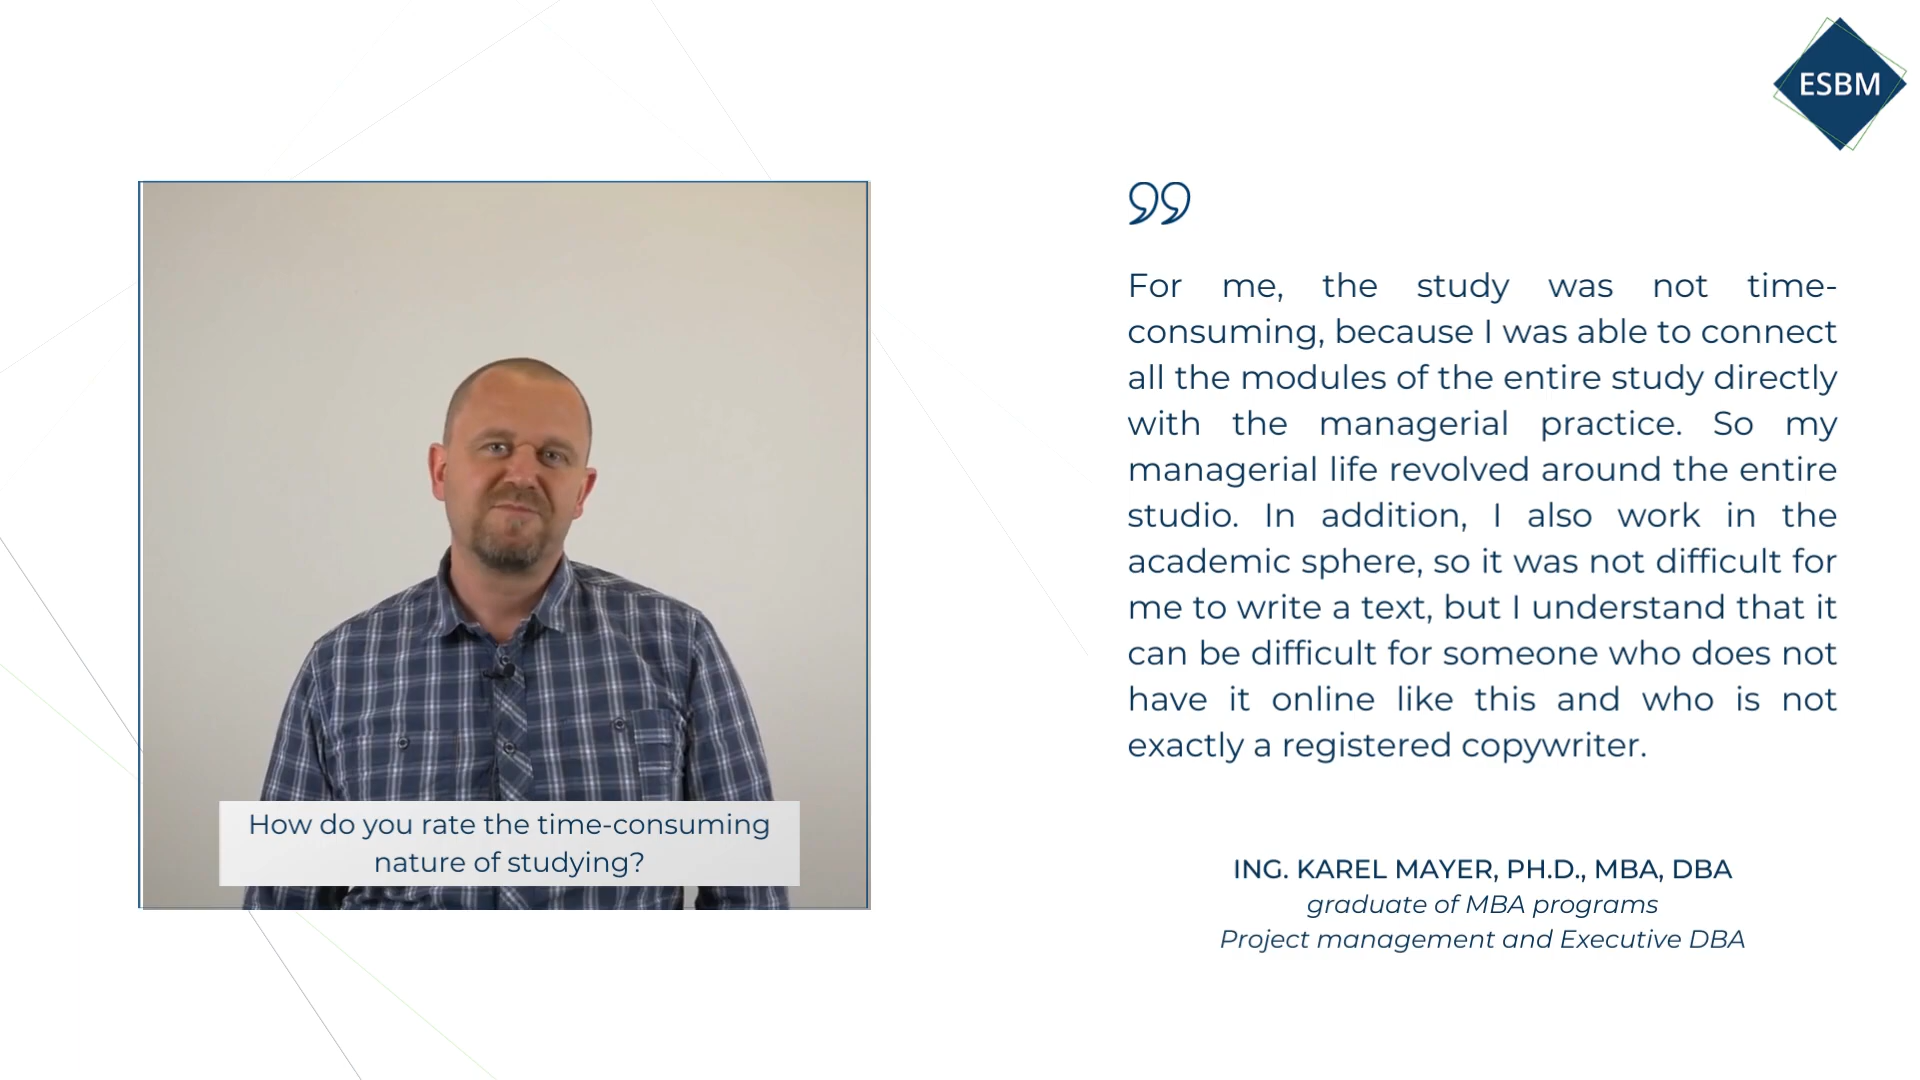 ESBM
For me, the study was not time-
consuming, because I was able to connect
all the modules of the entire study directly
with the managerial practice. So my
managerial life revolved around the entire
studio. In addition, I also work in the
academic sphere, so it was not difficult for
me to write a text, but I understand that it
can be difficult for someone who does not
have it online like this and who is not
exactly a registered copywriter.
How do you rate the time-consuming
nature of studying?
ING. KAREL MAYER, PH.D., MBA, DBA
graduate of MBA programs
Project management and Executive DBA